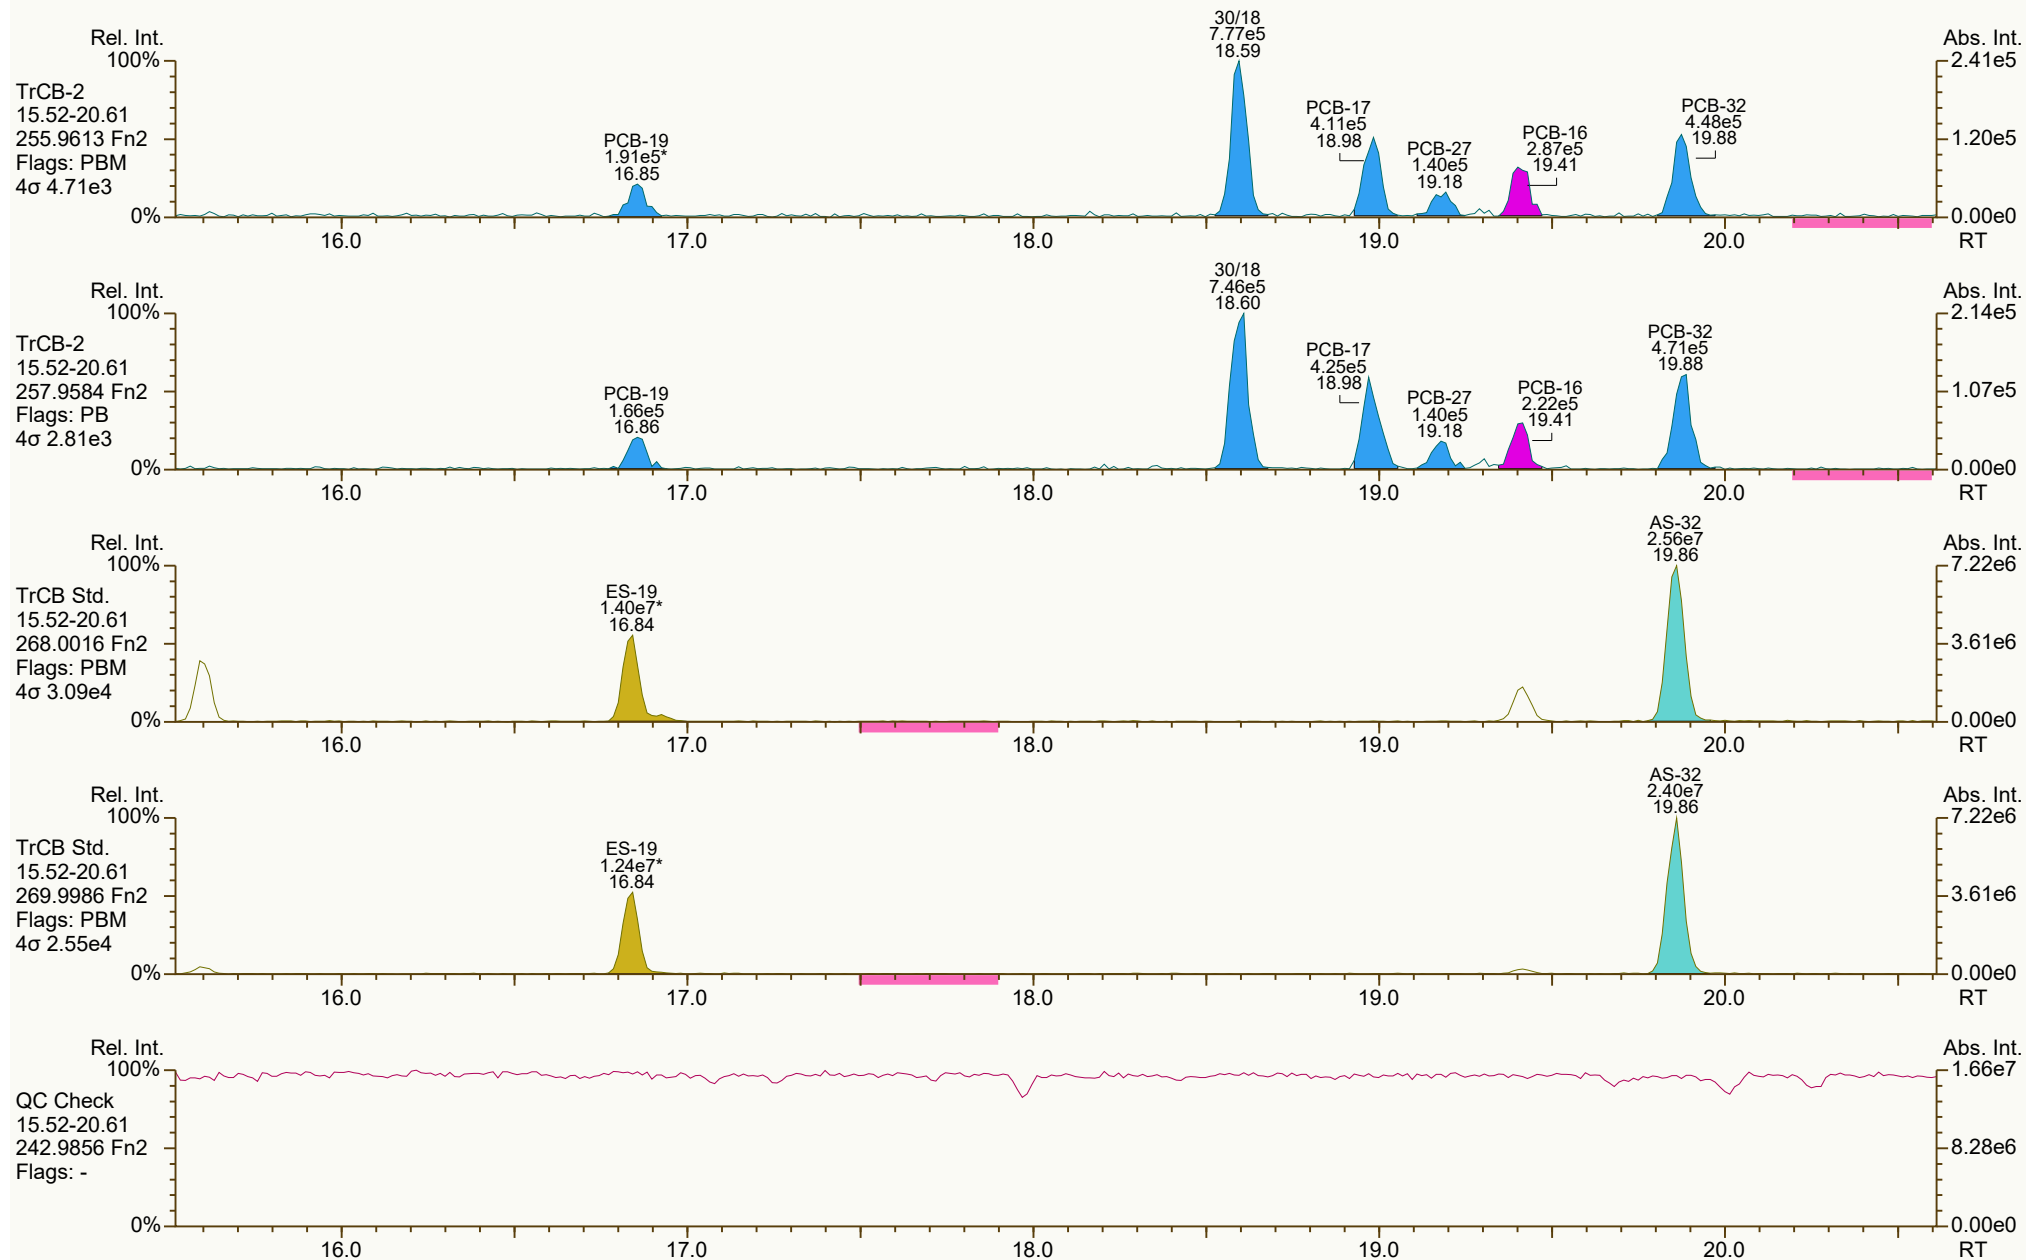 30/18
7.77e5
18.59
Rel. Int.
Abs. Int.
100%
2.41e5
TrCB-2
15.52-20.61
255.9613 Fn2
Flags: PBM
4σ 4.71e3
PCB-19
1.91e5*
16.85
PCB-17
4.11e5
18.98
PCB-27
1.40e5
19.18
PCB-16
2.87e5
19.41
PCB-32
4.48e5
19.88
1.20e5
0%
0.00e0
16.0 17.0 18.0 19.0 20.0 RT
30/18
7.46e5
18.60
Rel. Int.
Abs. Int.
100%
2.14e5
TrCB-2
15.52-20.61
257.9584 Fn2
Flags: PB
4σ 2.81e3
PCB-19
1.66e5
16.86
PCB-17
4.25e5
18.98
PCB-27
1.40e5
19.18
PCB-16
2.22e5
19.41
PCB-32
4.71e5
19.88
1.07e5
0%
0.00e0
16.0 17.0 18.0 19.0 20.0 RT
AS-32
2.56e7
19.86
Rel. Int.
Abs. Int.
100%
7.22e6
TrCB Std.
15.52-20.61
268.0016 Fn2
Flags: PBM
4σ 3.09e4
ES-19
1.40e7*
16.84
3.61e6
0%
0.00e0
16.0 17.0 18.0 19.0 20.0 RT
AS-32
2.40e7
19.86
Rel. Int.
Abs. Int.
100%
7.22e6
TrCB Std.
15.52-20.61
269.9986 Fn2
Flags: PBM
4σ 2.55e4
ES-19
1.24e7*
16.84
3.61e6
0%
0.00e0
16.0 17.0 18.0 19.0 20.0 RT
Rel. Int.
Abs. Int.
100%
1.66e7
QC Check
15.52-20.61
242.9856 Fn2
Flags: -
8.28e6
0%
0.00e0
16.0 17.0 18.0 19.0 20.0 RT